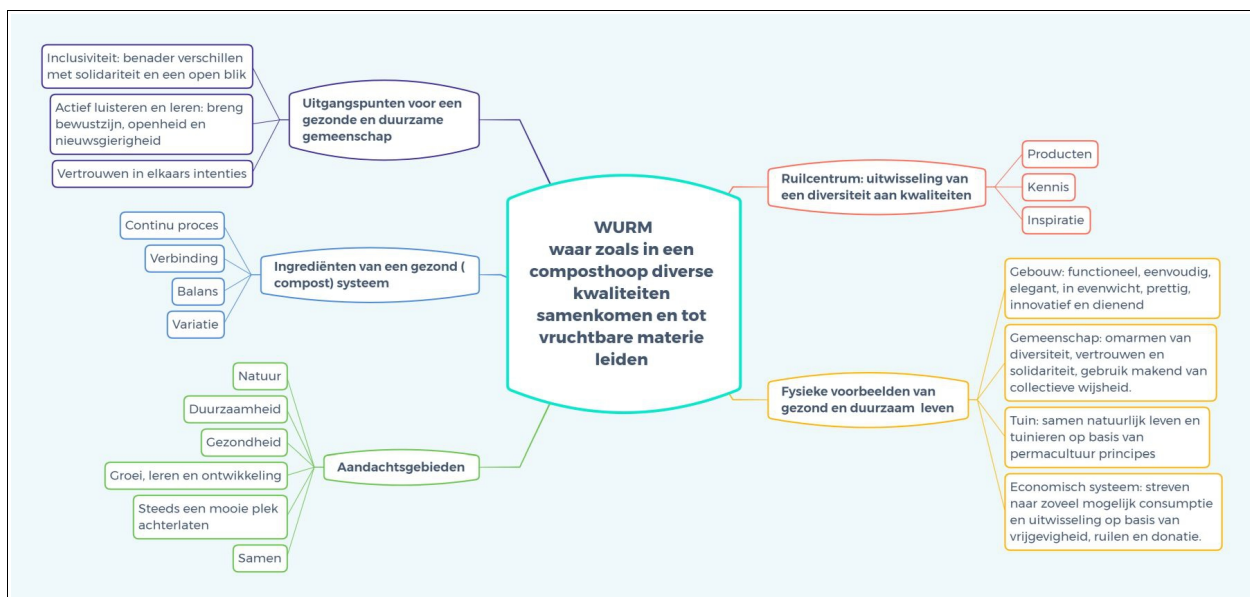 Inclusiviteit: benader verschillen
met solidariteit en een open blik
Actief luisteren en leren: breng
bewustzijn, openheid en
nieuwsgierigheid
Vertrouwen in elkaars intenties
Uitgangspunten voor een
gezonde en duurzame
gemeenschap
Continu proces
Verbinding
Balans
Variatie
Ingrediënten van een gezond (
compost) systeem
Natuur
Duurzaamheid
Gezondheid
Groei, leren en ontwikkeling
Steeds een mooie plek
achterlaten
Samen
Aandachtsgebieden
WURM
waar zoals in een
composthoop diverse
kwaliteiten
samenkomen en tot
vruchtbare materie
leiden
Ruilcentrum: uitwisseling van
een diversiteit aan kwaliteiten
Producten
Kennis
Inspiratie
Fysieke voorbeelden van
gezond en duurzaam leven
Gebouw: functioneel, eenvoudig,
elegant, in evenwicht, prettig,
innovatief en dienend
Gemeenschap: omarmen van
diversiteit, vertrouwen en
solidariteit, gebruik makend van
collectieve wijsheid.
Tuin: samen natuurlijk leven en
tuinieren op basis van
permacultuur principes
Economisch systeem: streven
naar zoveel mogelijk consumptie
en uitwisseling op basis van
vrijgevigheid, ruilen en donatie.